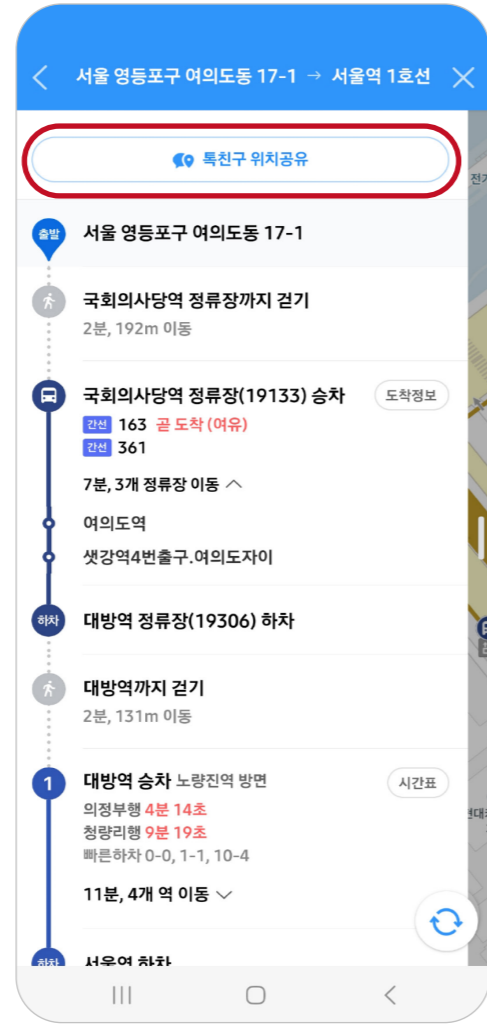 서울 영등포구 여의도동 17-1 → 서울역 1호선
톡친구 위치공유
출발 서울 영등포구 여의도동 17-1
국회의사당역 정류장까지 걷기
2분, 192m 이동
국회의사당역 정류장(19133) 승차 도착정보
간선 163 곧 도착 (여유)
간선 361
7분, 3개 정류장 이동
여의도역
샛강역4번출구.여의도자이
하차 대방역 정류장(19306) 하차
대방역까지 걷기
2분, 131m 이동
1 대방역 승차 노량진역 방면 시간표
의정부행 4분 14초
청량리행 9분 19초
빠른하차 0-0, 1-1, 10-4
11분, 4개 역 이동
하차 서울역 하차